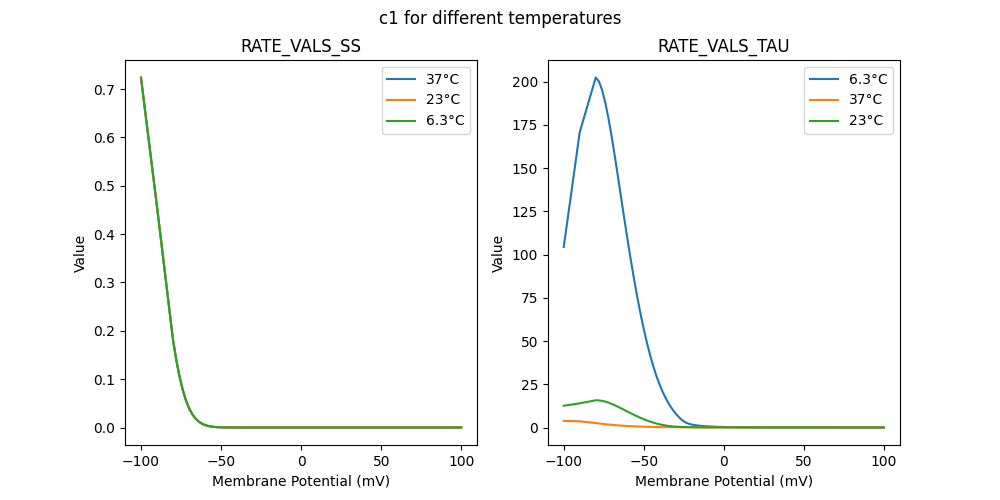 c1 for different temperatures
RATE_VALS_SS
RATE_VALS_TAU
37°C
23°C
6.3°C
6.3°C
37°C
23°C
0.7
0.6
0.5
0.4
0.3
0.2
0.1
0.0
Value
−100
−50
0
50
100
Membrane Potential (mV)
200
175
150
125
100
75
50
25
0
Value
−100
−50
0
50
100
Membrane Potential (mV)